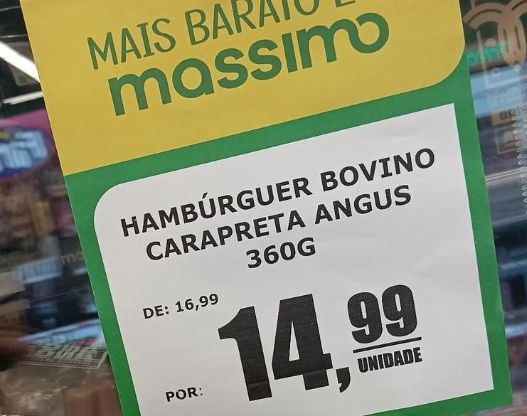 MAIS BARATO É
massimo
HAMBÚRGUER BOVINO
CARAPRETA ANGUS
360G
DE: 16,99
POR: 14,99
UNIDADE